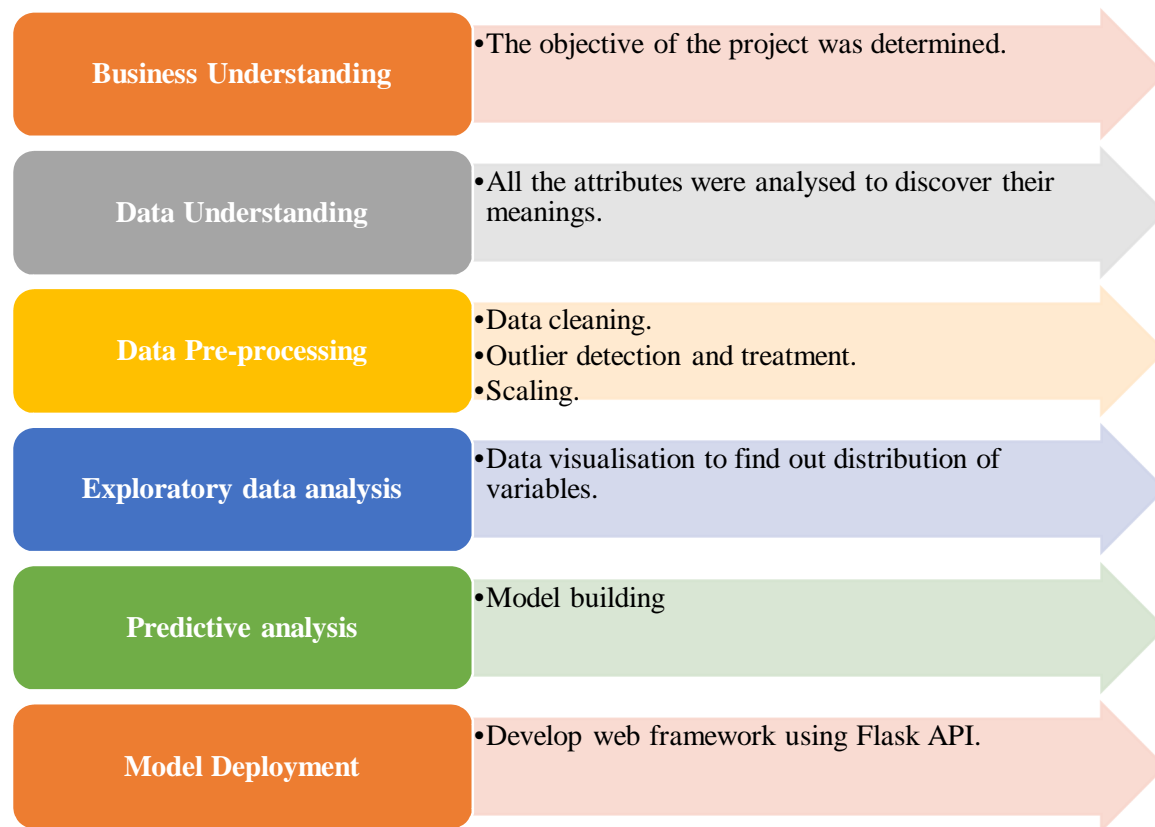 Business Understanding
•The objective of the project was determined.
Data Understanding
•All the attributes were analysed to discover their
meanings.
Data Pre-processing
•Data cleaning.
•Outlier detection and treatment.
•Scaling.
Exploratory data analysis
•Data visualisation to find out distribution of
variables.
Predictive analysis
•Model building
Model Deployment
•Develop web framework using Flask API.